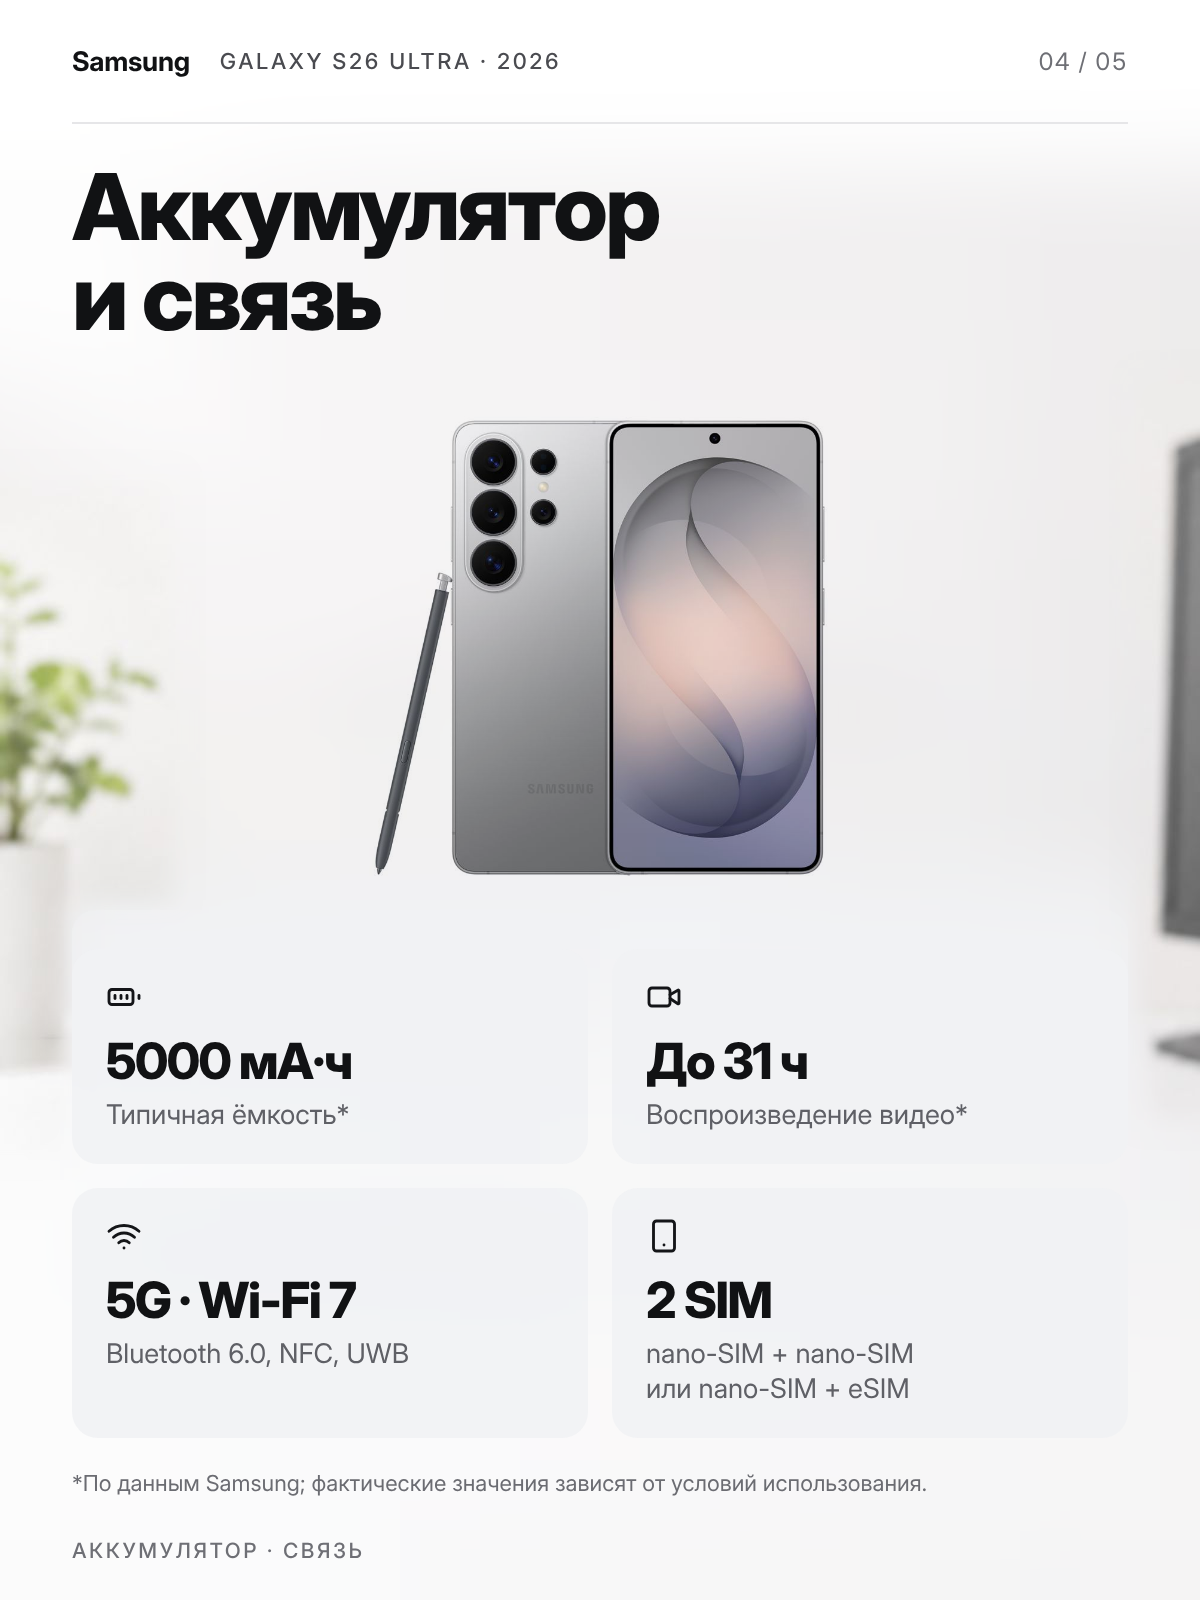 Samsung GALAXY S26 ULTRA · 2026 04 / 05
Аккумулятор
и связь
SAMSUNG
5000 мА·ч
Типичная ёмкость*
До 31 ч
Воспроизведение видео*
5G · Wi-Fi 7
Bluetooth 6.0, NFC, UWB
2 SIM
nano-SIM + nano-SIM
или nano-SIM + eSIM
*По данным Samsung; фактические значения зависят от условий использования.
АККУМУЛЯТОР · СВЯЗЬ